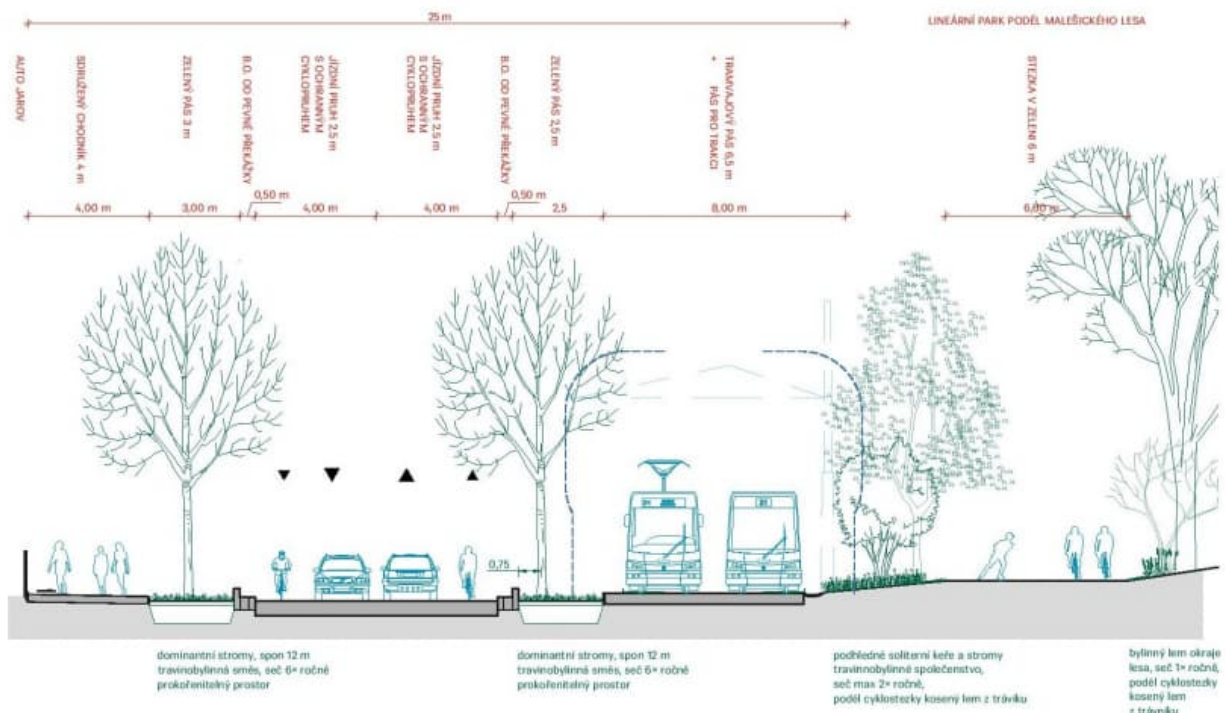 25 m
LINEÁRNÍ PARK PODÉL MALEŠICKÉHO LESA
AUTO JAROV
SDRUŽENÝ CHODNÍK 4 m
ZELENÝ PÁS 3 m
B.O. OD PEVNÉ PŘEKÁŽKY
JÍZDNÍ PRUH 2,5 m
S OCHRANNÝM
CYKLOPRUHEM
JÍZDNÍ PRUH 2,5 m
S OCHRANNÝM
CYKLOPRUHEM
B.O. OD PEVNÉ PŘEKÁŽKY
ZELENÝ PÁS 2,5 m
TRAMVAJOVÝ PÁS 6,5 m
+ PÁS PRO TRAKCI
STEZKA V ZELENI 6 m
4,00 m
3,00 m
0,50 m
4,00 m
4,00 m
0,50 m
2,5
8,00 m
6,00 m
0,75
21
dominantní stromy, spon 12 m
travinobylinná směs, seč 6× ročně
prokořenitelný prostor
dominantní stromy, spon 12 m
travinobylinná směs, seč 6× ročně
prokořenitelný prostor
podhledné soliterní keře a stromy
travinnobylinné společenstvo,
seč max 2× ročně,
podél cyklostezky kosený lem z trávníku
bylinný lem okraje
lesa, seč 1× ročně,
podél cyklostezky
kosený lem
z trávníku